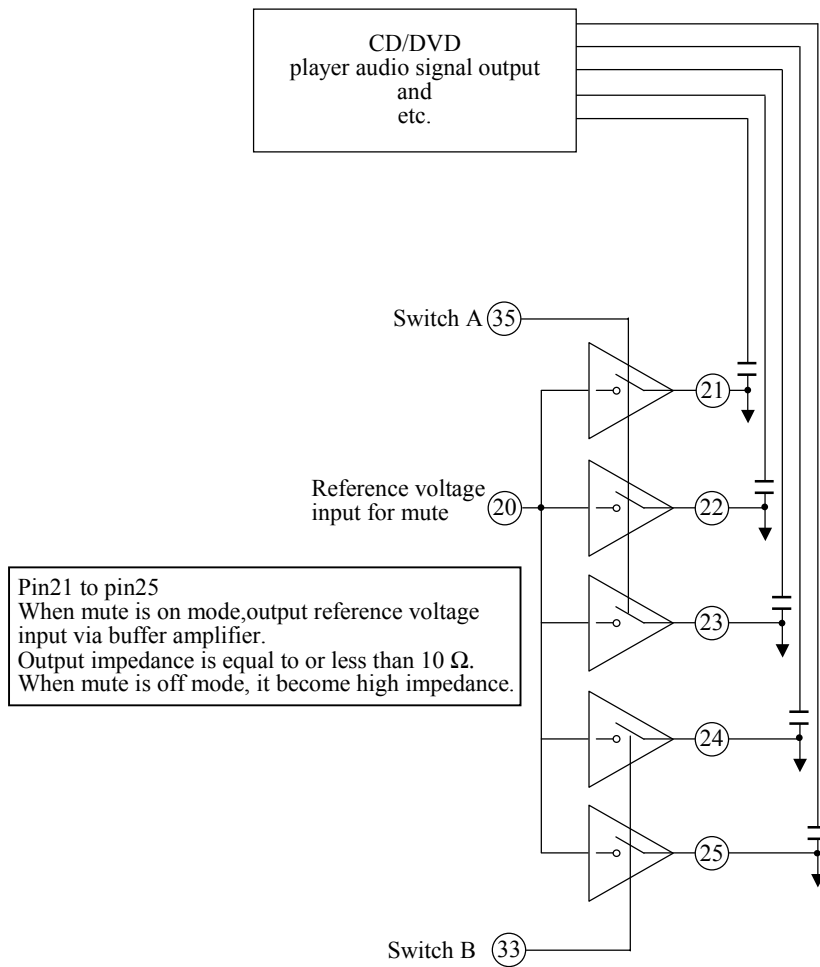 CD/DVD
player audio signal output
and
etc.
Switch A 35
21
Reference voltage
input for mute
20
22
Pin21 to pin25
When mute is on mode,output reference voltage
input via buffer amplifier.
Output impedance is equal to or less than 10 Ω.
When mute is off mode, it become high impedance.
23
24
25
Switch B 33